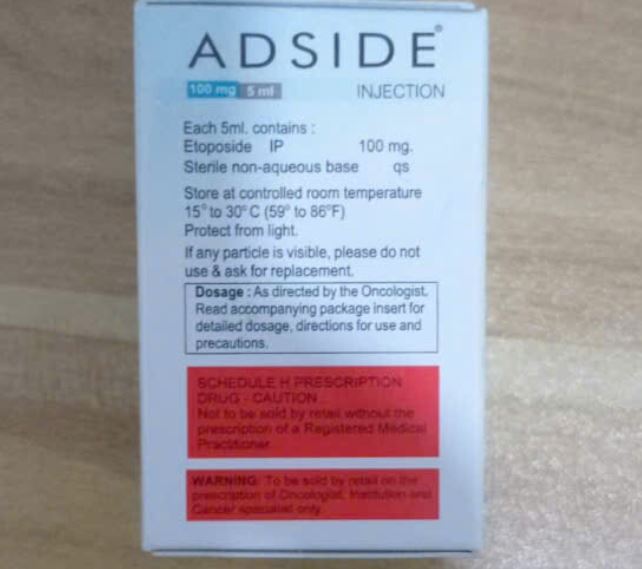 ADSIDE®
100 mg 5 ml INJECTION
Each 5ml. contains :
Etoposide IP 100 mg.
Sterile non-aqueous base qs
Store at controlled room temperature
15° to 30°C (59° to 86°F)
Protect from light.
If any particle is visible, please do not
use & ask for replacement.
Dosage : As directed by the Oncologist.
Read accompanying package insert for
detailed dosage, directions for use and
precautions.
SCHEDULE H PRESCRIPTION
DRUG - CAUTION
Not to be sold by retail without the
prescription of a Registered Medical
Practitioner
WARNING: To be sold by retail on the
prescription of Oncologist, Institution and
Cancer specialist only